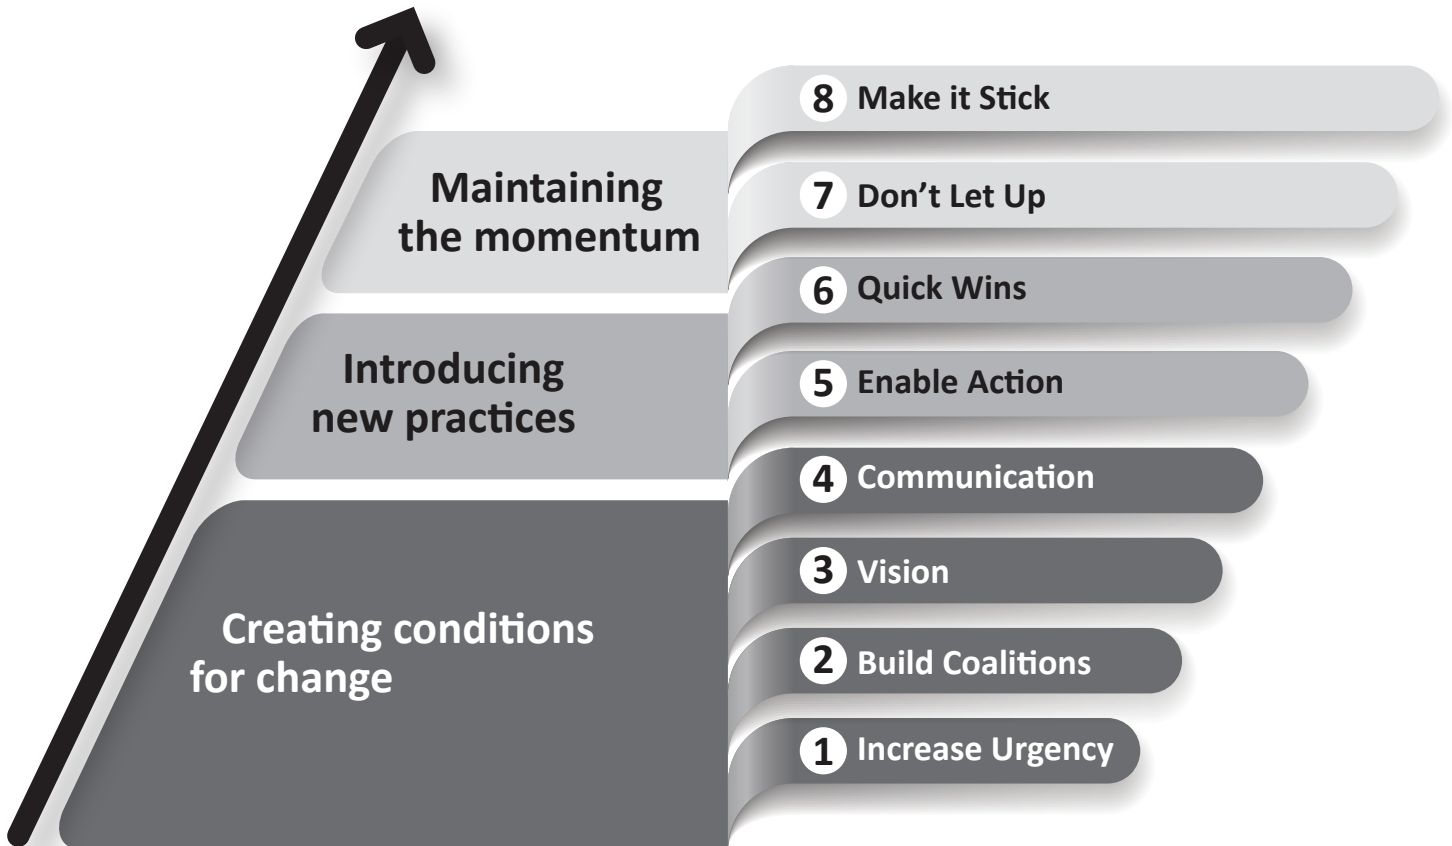 Maintaining
the momentum
Introducing
new practices
Creating conditions
for change
8 Make it Stick
7 Don’t Let Up
6 Quick Wins
5 Enable Action
4 Communication
3 Vision
2 Build Coalitions
1 Increase Urgency